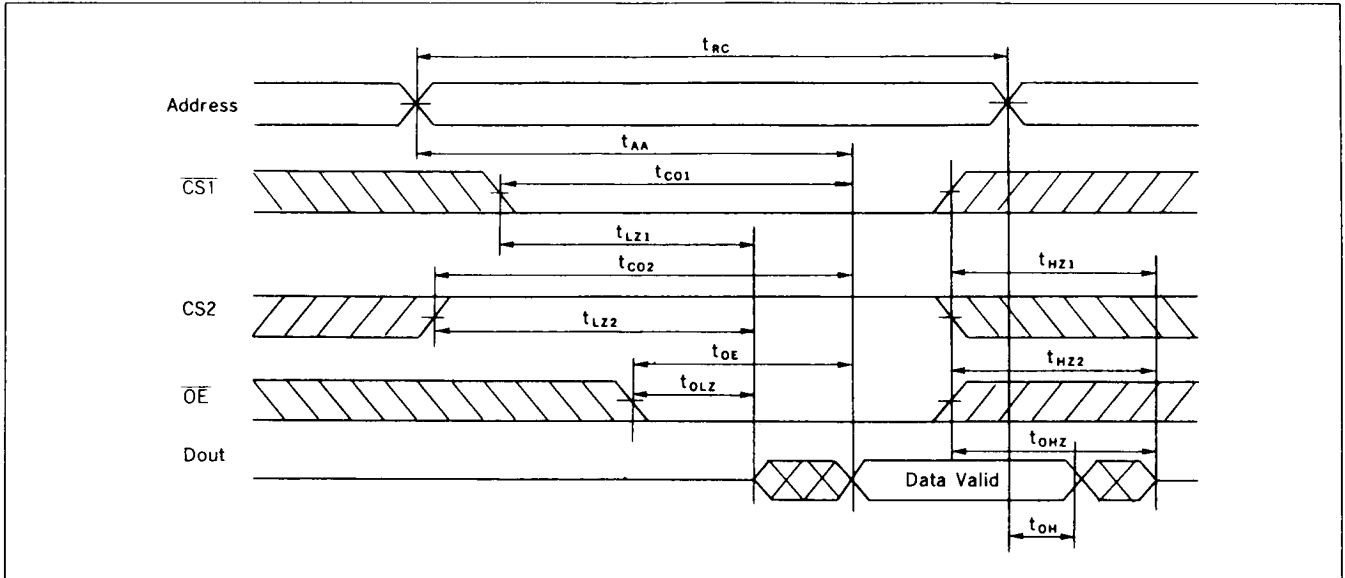 tRC
Address
tAA
CS1
tCO1
tLZ1
tCO2
tHZ1
CS2
tLZ2
tOE
tHZ2
OE
tOLZ
tOHZ
Dout
Data Valid
tOH